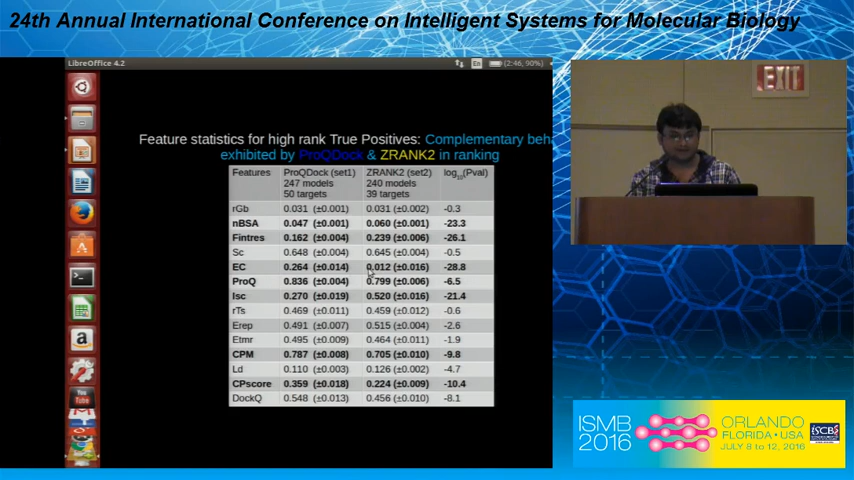 24th Annual International Conference on Intelligent Systems for Molecular Biology
LibreOffice 4.2
En
(2:46, 90%)
EXIT
Feature statistics for high rank True Positives: Complementary beh
exhibited by ProQDock & ZRANK2 in ranking
Features ProQDock (set1) 247 models 50 targets ZRANK2 (set2) 240 models 39 targets log10(Pval)
rGb 0.031 (±0.001) 0.031 (±0.002) -0.3
nBSA 0.047 (±0.001) 0.060 (±0.001) -23.3
Fintres 0.162 (±0.004) 0.239 (±0.006) -26.1
Sc 0.648 (±0.004) 0.645 (±0.004) -0.5
EC 0.264 (±0.014) 0.012 (±0.016) -28.8
ProQ 0.836 (±0.004) 0.799 (±0.006) -6.5
Isc 0.270 (±0.019) 0.520 (±0.016) -21.4
rTs 0.469 (±0.011) 0.459 (±0.012) -0.6
Erep 0.491 (±0.007) 0.515 (±0.004) -2.6
Etmr 0.495 (±0.009) 0.464 (±0.011) -1.9
CPM 0.787 (±0.008) 0.705 (±0.010) -9.8
Ld 0.110 (±0.003) 0.126 (±0.002) -4.7
CPscore 0.359 (±0.018) 0.224 (±0.009) -10.4
DockQ 0.548 (±0.013) 0.456 (±0.010) -8.1
You
Tube
ISMB
2016
ORLANDO
FLORIDA • USA
JULY 8 to 12, 2016
ISCB